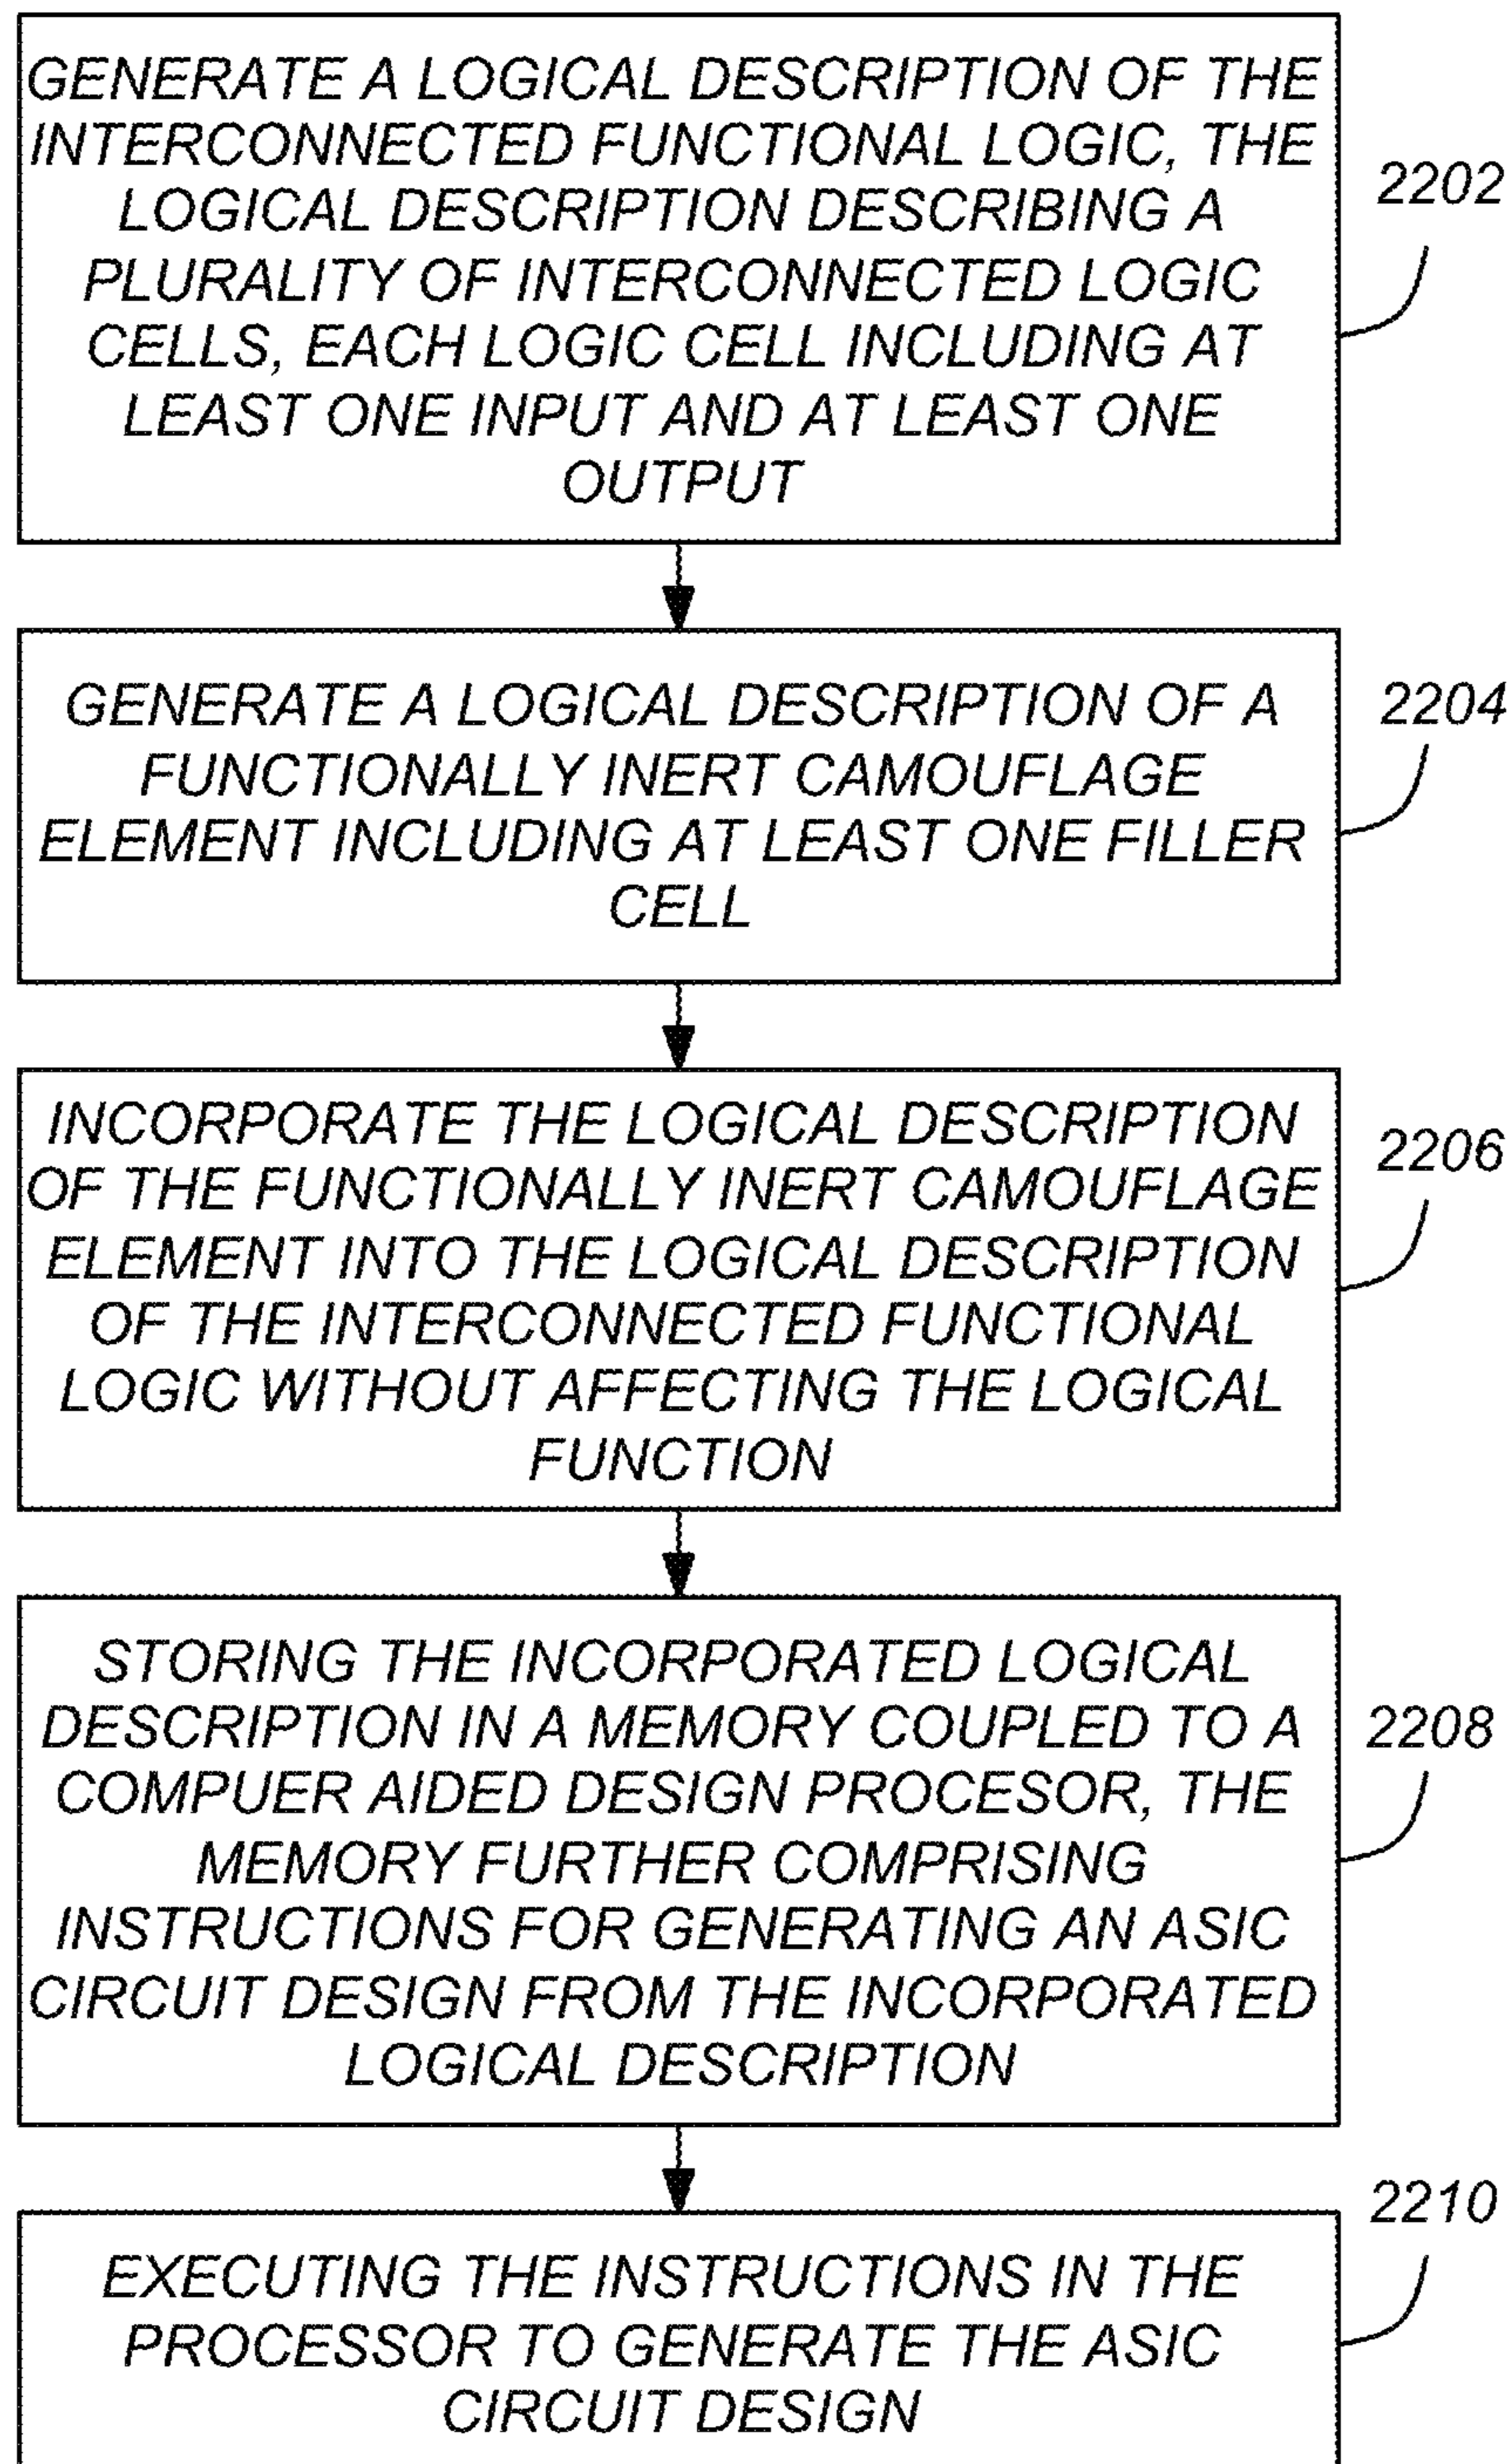 GENERATE A LOGICAL DESCRIPTION OF THE
INTERCONNECTED FUNCTIONAL LOGIC, THE
LOGICAL DESCRIPTION DESCRIBING A
PLURALITY OF INTERCONNECTED LOGIC
CELLS, EACH LOGIC CELL INCLUDING AT
LEAST ONE INPUT AND AT LEAST ONE
OUTPUT
2202
GENERATE A LOGICAL DESCRIPTION OF A
FUNCTIONALLY INERT CAMOUFLAGE
ELEMENT INCLUDING AT LEAST ONE FILLER
CELL
2204
INCORPORATE THE LOGICAL DESCRIPTION
OF THE FUNCTIONALLY INERT CAMOUFLAGE
ELEMENT INTO THE LOGICAL DESCRIPTION
OF THE INTERCONNECTED FUNCTIONAL
LOGIC WITHOUT AFFECTING THE LOGICAL
FUNCTION
2206
STORING THE INCORPORATED LOGICAL
DESCRIPTION IN A MEMORY COUPLED TO A
COMPUER AIDED DESIGN PROCESOR, THE
MEMORY FURTHER COMPRISING
INSTRUCTIONS FOR GENERATING AN ASIC
CIRCUIT DESIGN FROM THE INCORPORATED
LOGICAL DESCRIPTION
2208
EXECUTING THE INSTRUCTIONS IN THE
PROCESSOR TO GENERATE THE ASIC
CIRCUIT DESIGN
2210